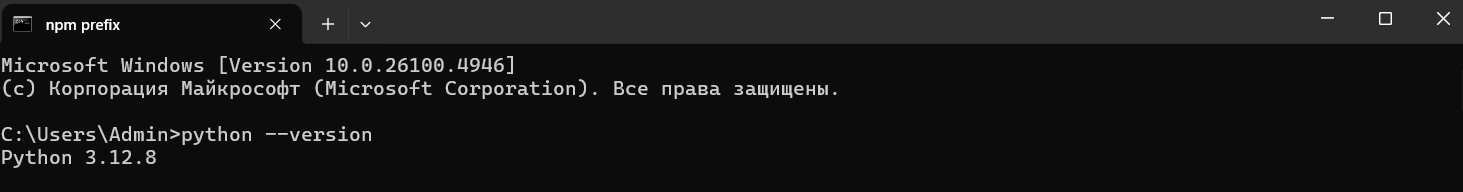 npm prefix
Microsoft Windows [Version 10.0.26100.4946]
(c) Корпорация Майкрософт (Microsoft Corporation). Все права защищены.
C:\Users\Admin>python --version
Python 3.12.8